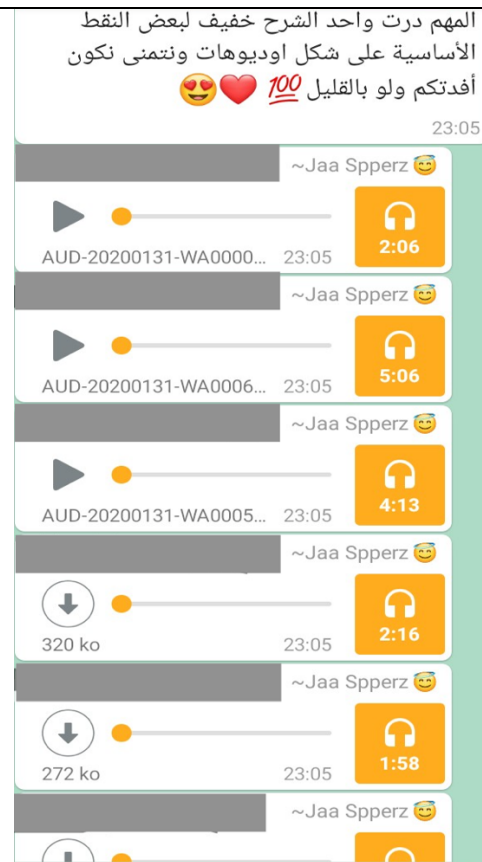 المهم درت واحد الشرح خفيف لبعض النقط
الأساسية على شكل اوديوهات ونتمنى نكون
أفدتكم ولو بالقليل 💯 ❤️ 😍
23:05
~Jaa Spperz 😇
2:06
AUD-20200131-WA0000... 23:05
~Jaa Spperz 😇
5:06
AUD-20200131-WA0006... 23:05
~Jaa Spperz 😇
4:13
AUD-20200131-WA0005... 23:05
~Jaa Spperz 😇
2:16
320 ko 23:05
~Jaa Spperz 😇
1:58
272 ko 23:05
~Jaa Spperz 😇